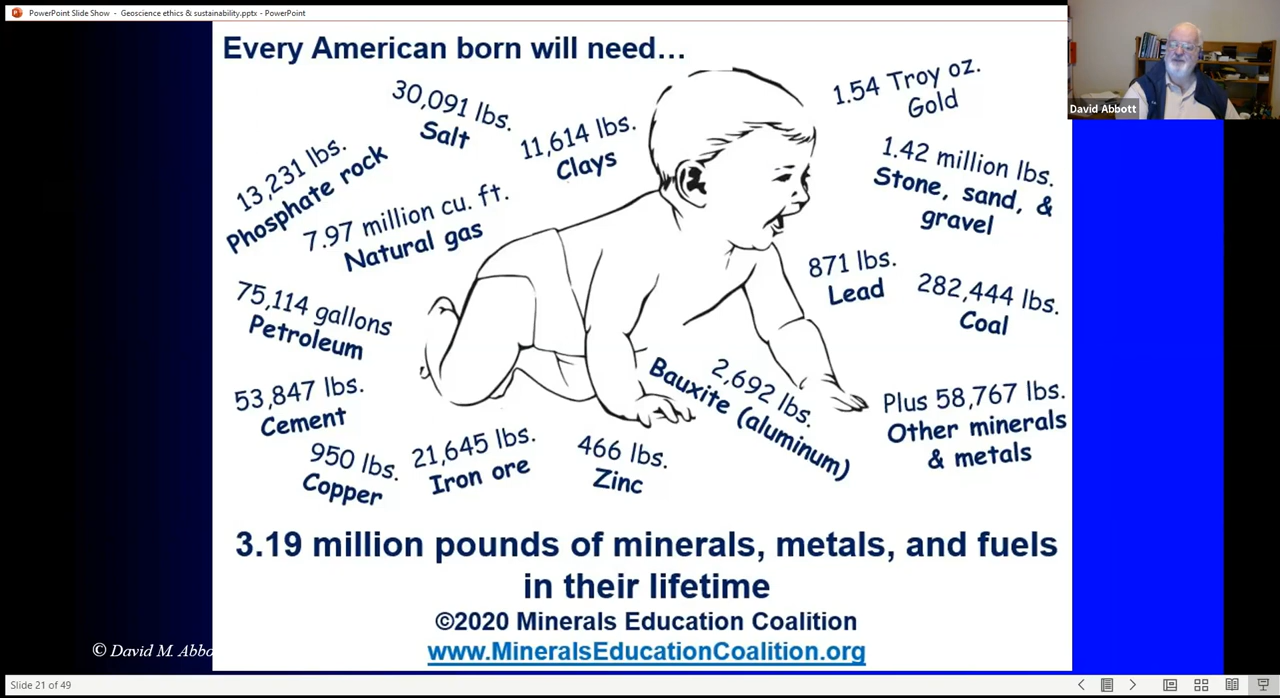 PowerPoint Slide Show - Geoscience ethics & sustainability.pptx - PowerPoint
David Abbott
Every American born will need…
30,091 lbs.
Salt
11,614 lbs.
Clays
1.54 Troy oz.
Gold
13,231 lbs.
Phosphate rock
7.97 million cu. ft.
Natural gas
1.42 million lbs.
Stone, sand, &
gravel
871 lbs.
Lead
282,444 lbs.
Coal
75,114 gallons
Petroleum
53,847 lbs.
Cement
2,692 lbs.
Bauxite (aluminum)
Plus 58,767 lbs.
Other minerals
& metals
950 lbs.
Copper
21,645 lbs.
Iron ore
466 lbs.
Zinc
3.19 million pounds of minerals, metals, and fuels
in their lifetime
©2020 Minerals Education Coalition
www.MineralsEducationCoalition.org
© David M. Abbo
Slide 21 of 49